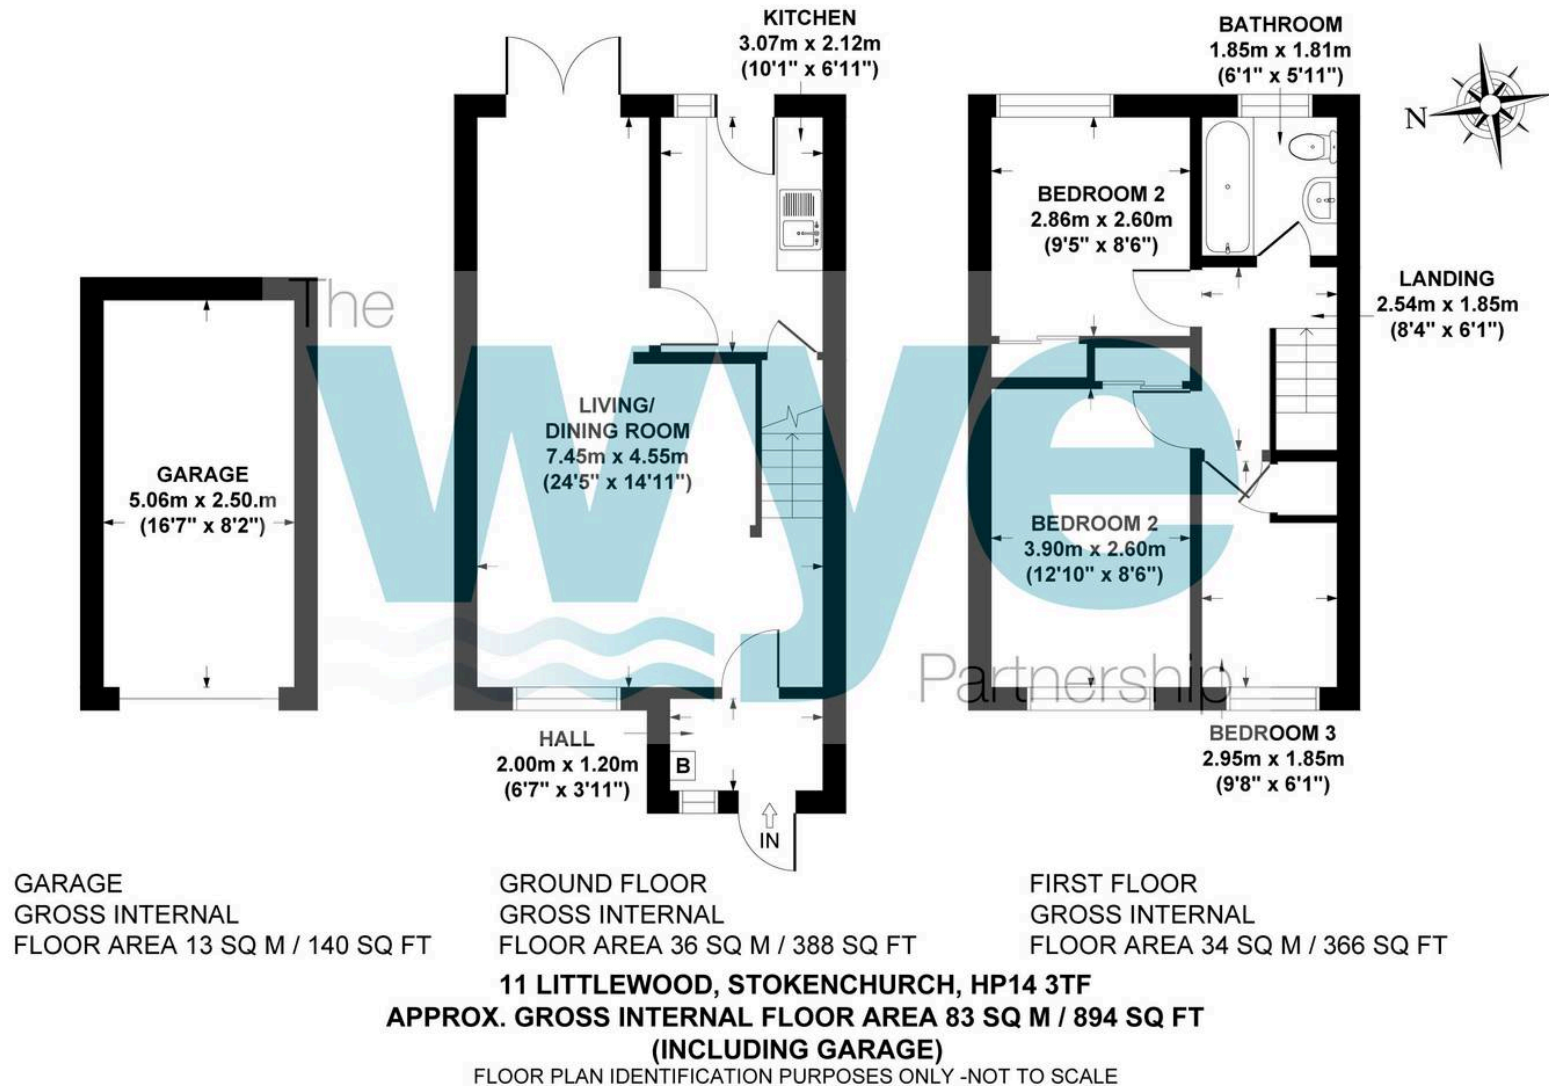 KITCHEN
3.07m x 2.12m
(10'1" x 6'11")
BATHROOM
1.85m x 1.81m
(6'1" x 5'11")
N
BEDROOM 2
2.86m x 2.60m
(9'5" x 8'6")
LANDING
2.54m x 1.85m
(8'4" x 6'1")
The
wye
Partnership
LIVING/
DINING ROOM
7.45m x 4.55m
(24'5" x 14'11")
GARAGE
5.06m x 2.50.m
(16'7" x 8'2")
BEDROOM 2
3.90m x 2.60m
(12'10" x 8'6")
HALL
2.00m x 1.20m
(6'7" x 3'11")
B
IN
BEDROOM 3
2.95m x 1.85m
(9'8" x 6'1")
GARAGE
GROSS INTERNAL
FLOOR AREA 13 SQ M / 140 SQ FT
GROUND FLOOR
GROSS INTERNAL
FLOOR AREA 36 SQ M / 388 SQ FT
FIRST FLOOR
GROSS INTERNAL
FLOOR AREA 34 SQ M / 366 SQ FT
11 LITTLEWOOD, STOKENCHURCH, HP14 3TF
APPROX. GROSS INTERNAL FLOOR AREA 83 SQ M / 894 SQ FT
(INCLUDING GARAGE)
FLOOR PLAN IDENTIFICATION PURPOSES ONLY -NOT TO SCALE